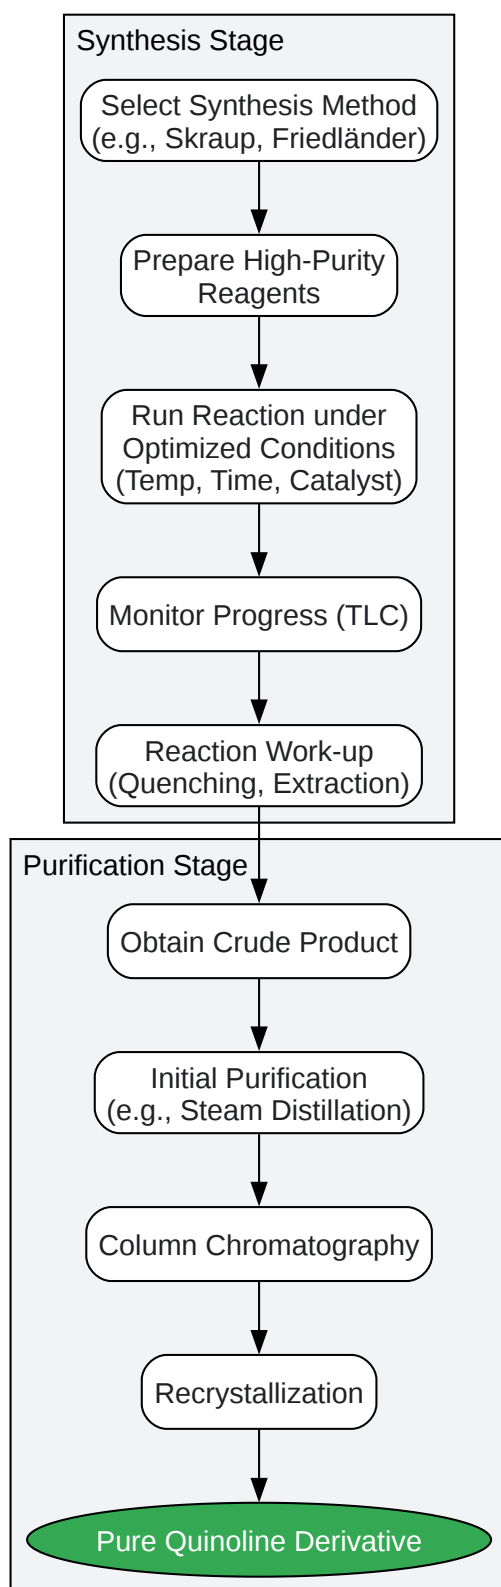 Synthesis Stage
Select Synthesis Method
(e.g., Skraup, Friedländer)
Prepare High-Purity
Reagents
Run Reaction under
Optimized Conditions
(Temp, Time, Catalyst)
Monitor Progress (TLC)
Reaction Work-up
(Quenching, Extraction)
Purification Stage
Obtain Crude Product
Initial Purification
(e.g., Steam Distillation)
Column Chromatography
Recrystallization
Pure Quinoline Derivative